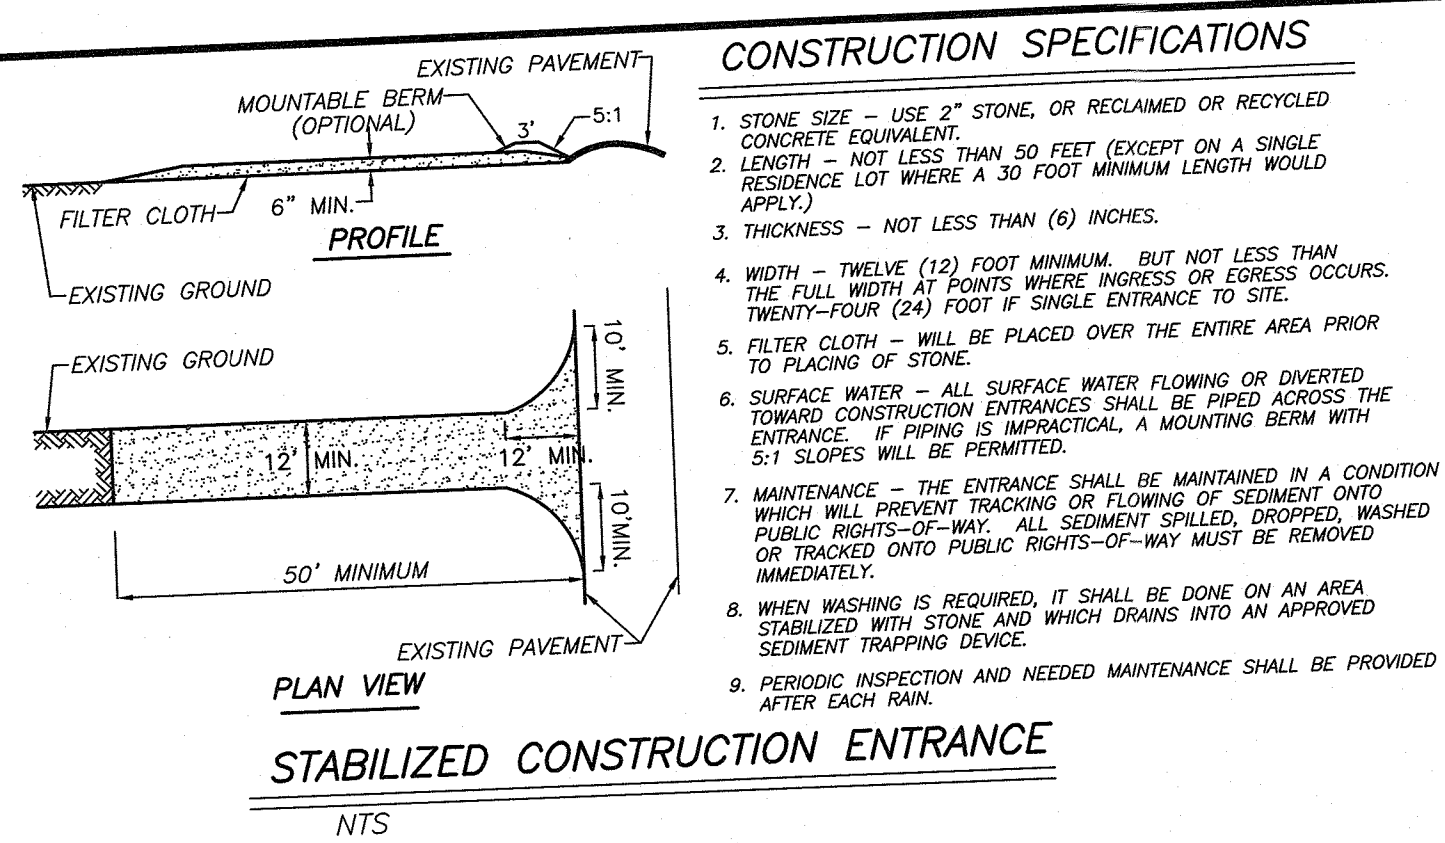 EXISTING PAVEMENT
MOUNTABLE BERM
(OPTIONAL)
3'
5:1
FILTER CLOTH
6" MIN.
PROFILE
EXISTING GROUND
EXISTING GROUND
10' MIN.
12' MIN.
12' MIN.
10'MIN.
50' MINIMUM
EXISTING PAVEMENT
PLAN VIEW
CONSTRUCTION SPECIFICATIONS
1. STONE SIZE – USE 2" STONE, OR RECLAIMED OR RECYCLED
CONCRETE EQUIVALENT.
2. LENGTH – NOT LESS THAN 50 FEET (EXCEPT ON A SINGLE
RESIDENCE LOT WHERE A 30 FOOT MINIMUM LENGTH WOULD
APPLY.)
3. THICKNESS – NOT LESS THAN (6) INCHES.
4. WIDTH – TWELVE (12) FOOT MINIMUM. BUT NOT LESS THAN
THE FULL WIDTH AT POINTS WHERE INGRESS OR EGRESS OCCURS.
TWENTY–FOUR (24) FOOT IF SINGLE ENTRANCE TO SITE.
5. FILTER CLOTH – WILL BE PLACED OVER THE ENTIRE AREA PRIOR
TO PLACING OF STONE.
6. SURFACE WATER – ALL SURFACE WATER FLOWING OR DIVERTED
TOWARD CONSTRUCTION ENTRANCES SHALL BE PIPED ACROSS THE
ENTRANCE. IF PIPING IS IMPRACTICAL, A MOUNTING BERM WITH
5:1 SLOPES WILL BE PERMITTED.
7. MAINTENANCE – THE ENTRANCE SHALL BE MAINTAINED IN A CONDITION
WHICH WILL PREVENT TRACKING OR FLOWING OF SEDIMENT ONTO
PUBLIC RIGHTS–OF–WAY. ALL SEDIMENT SPILLED, DROPPED, WASHED
OR TRACKED ONTO PUBLIC RIGHTS–OF–WAY MUST BE REMOVED
IMMEDIATELY.
8. WHEN WASHING IS REQUIRED, IT SHALL BE DONE ON AN AREA
STABILIZED WITH STONE AND WHICH DRAINS INTO AN APPROVED
SEDIMENT TRAPPING DEVICE.
9. PERIODIC INSPECTION AND NEEDED MAINTENANCE SHALL BE PROVIDED
AFTER EACH RAIN.
STABILIZED CONSTRUCTION ENTRANCE
NTS